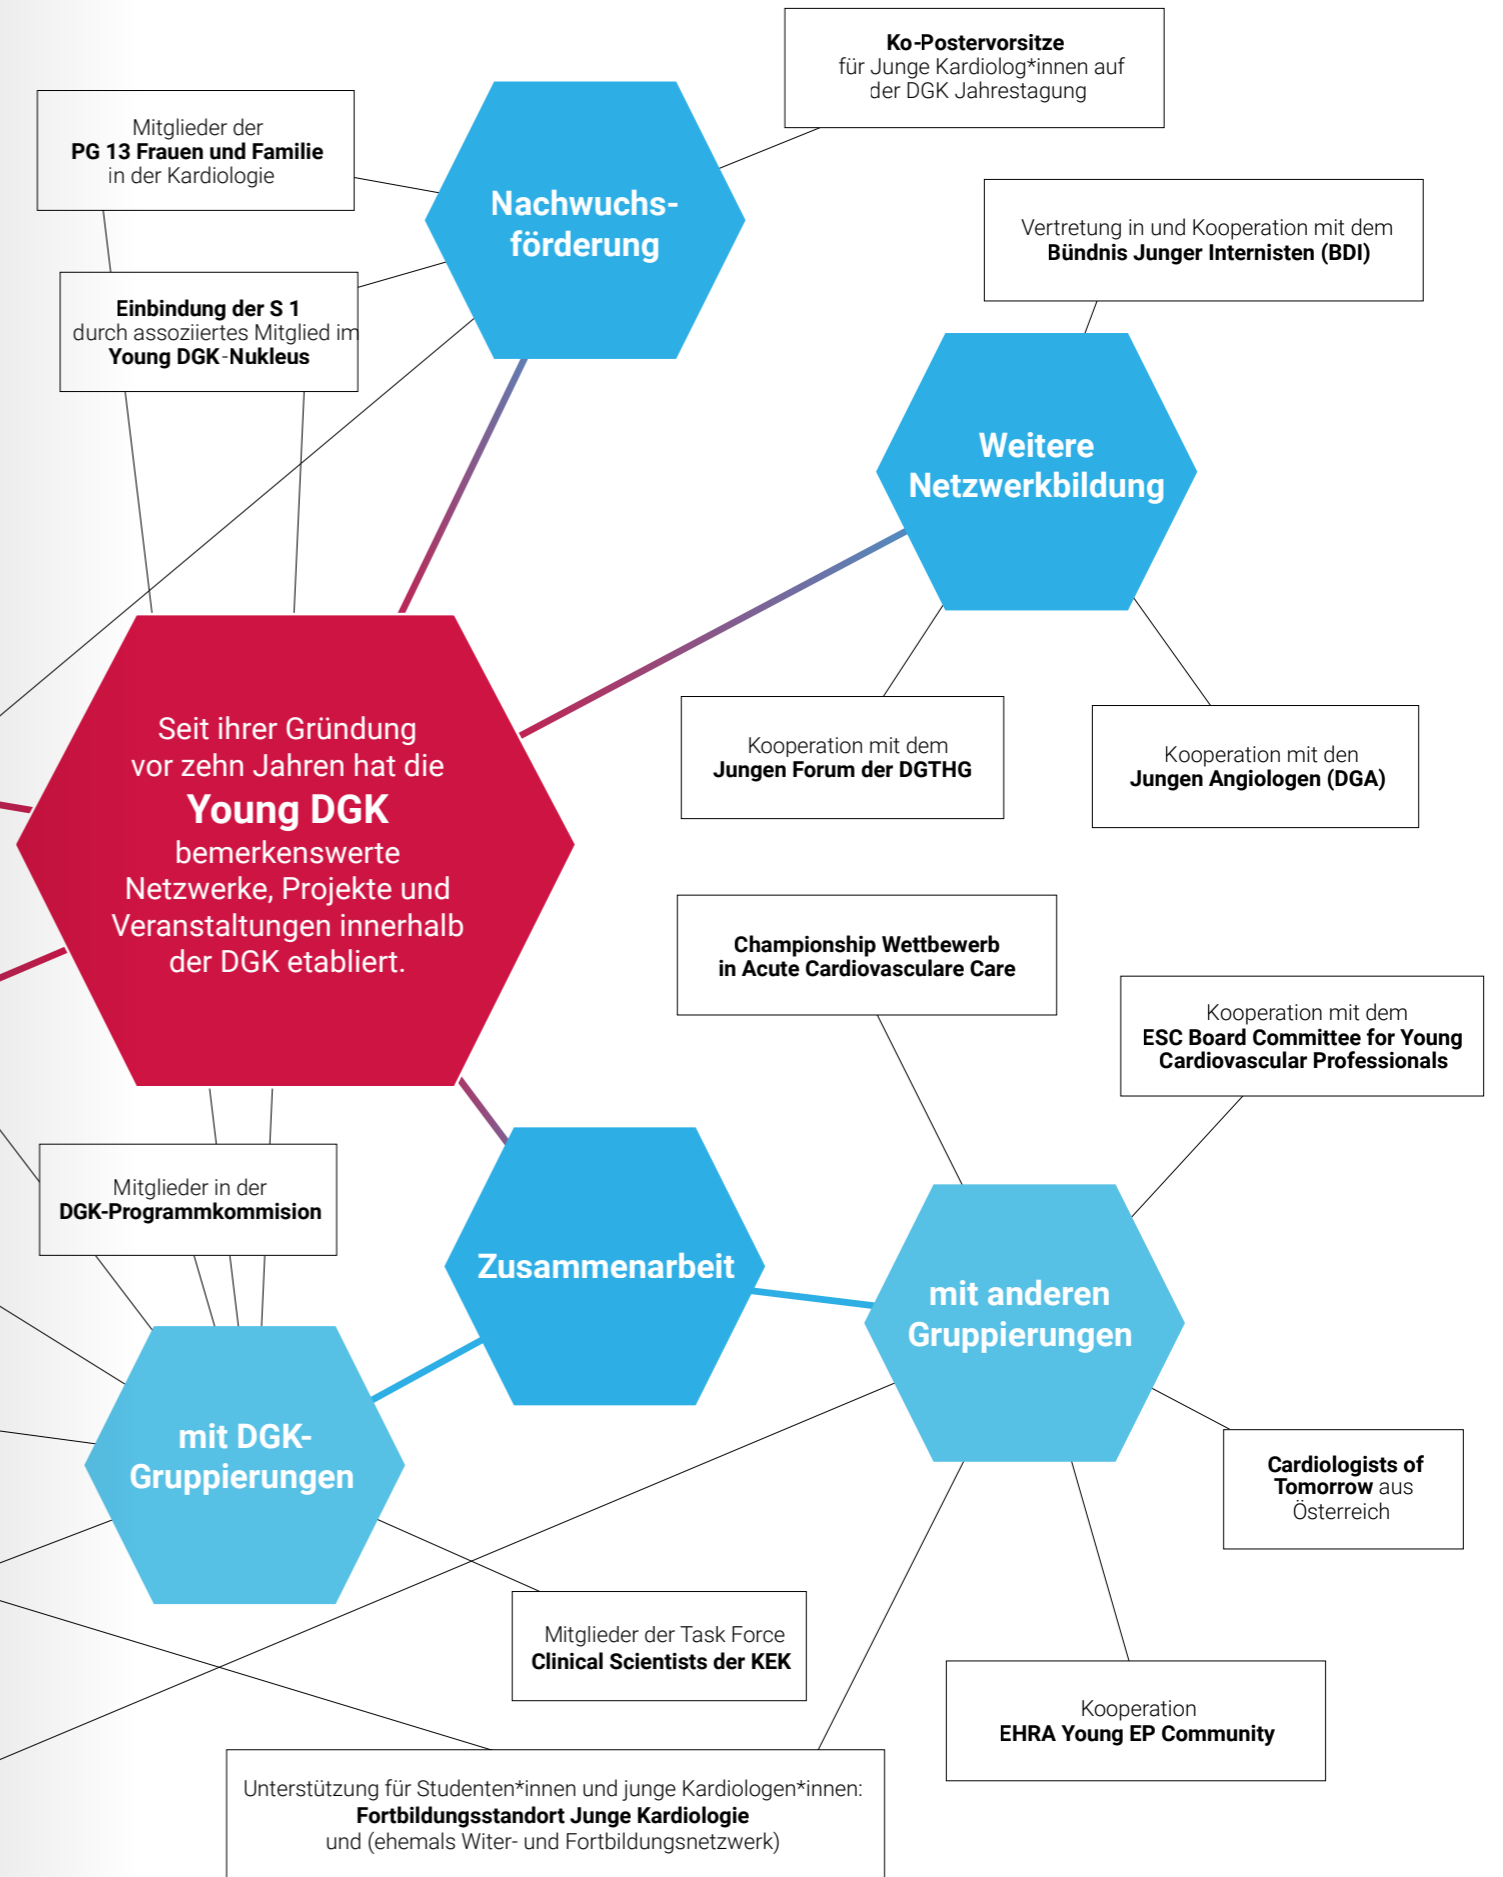 Ko-Postervorsitze
für Junge Kardiolog*innen auf
der DGK Jahrestagung
Mitglieder der
PG 13 Frauen und Familie
in der Kardiologie
Nachwuchs-
förderung
Vertretung in und Kooperation mit dem
Bündnis Junger Internisten (BDI)
Einbindung der S 1
durch assoziiertes Mitglied im
Young DGK-Nukleus
Weitere
Netzwerkbildung
Seit ihrer Gründung
vor zehn Jahren hat die
Young DGK
bemerkenswerte
Netzwerke, Projekte und
Veranstaltungen innerhalb
der DGK etabliert.
Kooperation mit dem
Jungen Forum der DGTHG
Kooperation mit den
Jungen Angiologen (DGA)
Championship Wettbewerb
in Acute Cardiovasculare Care
Kooperation mit dem
ESC Board Committee for Young
Cardiovascular Professionals
Mitglieder in der
DGK-Programmkommision
Zusammenarbeit
mit anderen
Gruppierungen
mit DGK-
Gruppierungen
Cardiologists of
Tomorrow aus
Österreich
Mitglieder der Task Force
Clinical Scientists der KEK
Kooperation
EHRA Young EP Community
Unterstützung für Studenten*innen und junge Kardiologen*innen:
Fortbildungsstandort Junge Kardiologie
und (ehemals Witer- und Fortbildungsnetzwerk)